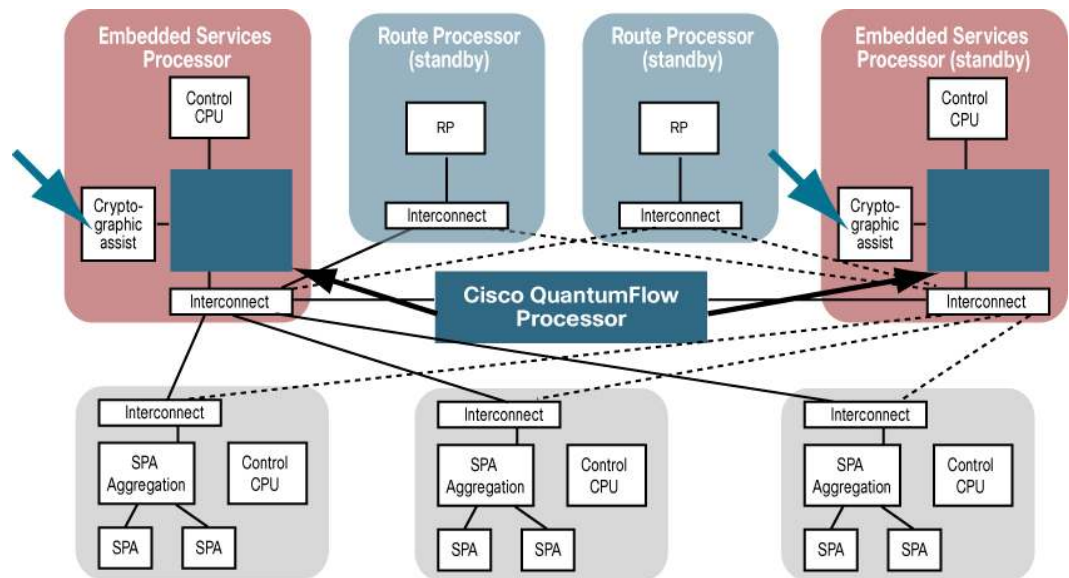 Embedded Services
Processor
Route Processor
(standby)
Route Processor
(standby)
Embedded Services
Processor (standby)
Control
CPU
RP
RP
Control
CPU
Crypto-
graphic
assist
Crypto-
graphic
assist
Interconnect
Interconnect
Interconnect
Cisco QuantumFlow
Processor
Interconnect
Interconnect
SPA
Aggregation
Control
CPU
SPA
SPA
Interconnect
SPA
Aggregation
Control
CPU
SPA
SPA
Interconnect
SPA
Aggregation
Control
CPU
SPA
SPA